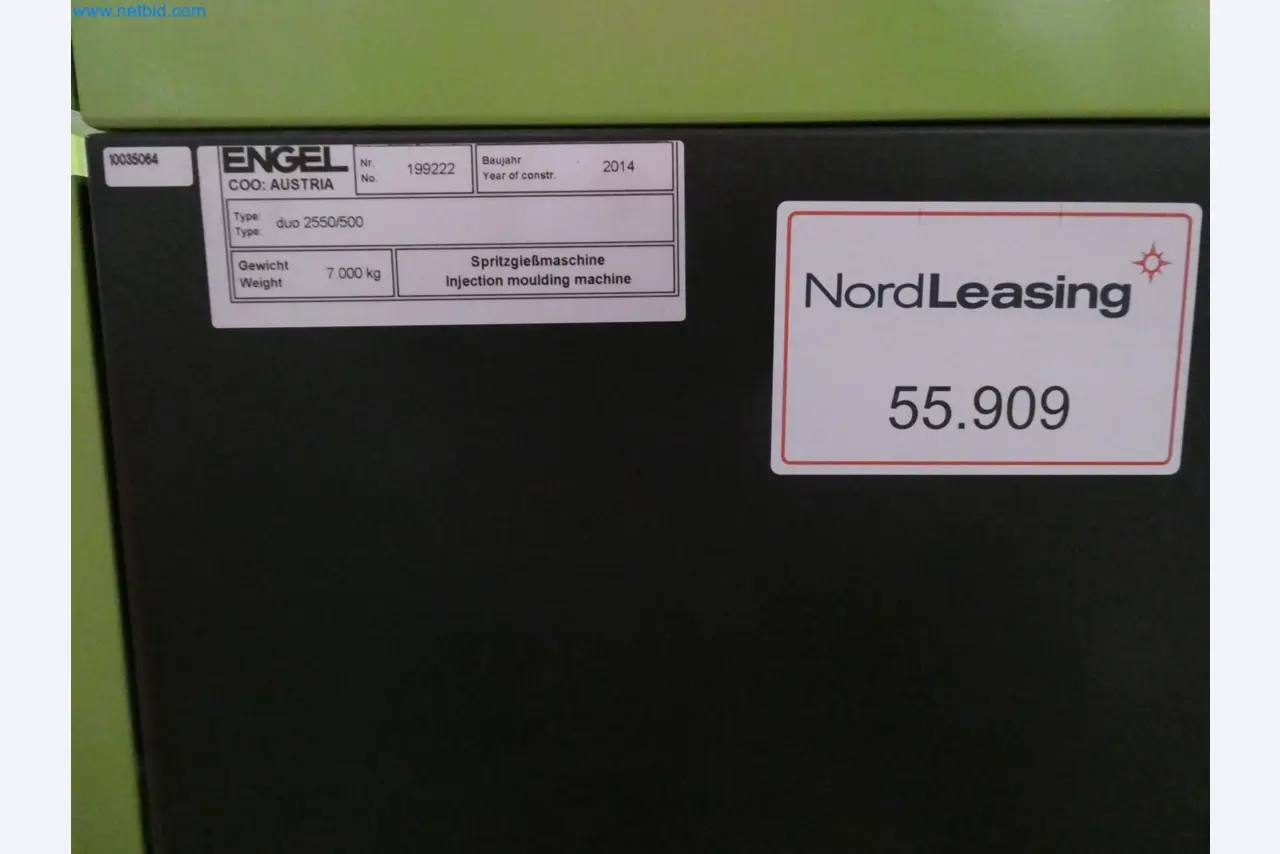 www.netbid.com
10035064
ENGEL
COO: AUSTRIA
Nr. 199222
No.
Baujahr 2014
Year of constr.
Type: duo 2550/500
Type:
Gewicht 7.000 kg
Weight
Spritzgießmaschine
Injection moulding machine
NordLeasing
55.909